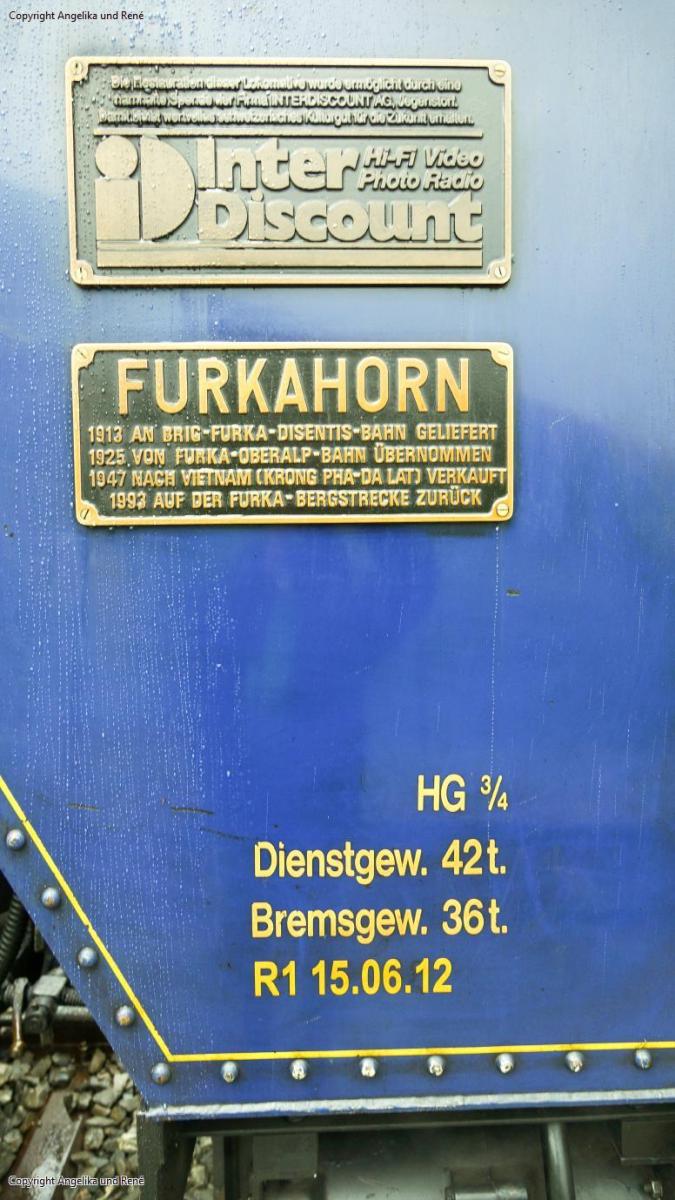 Copyright Angelika und René
Die Restauration dieser Lokomotive wurde ermöglicht durch eine
namhafte Spende der Firma INTERDISCOUNT AG, Jegenstorf.
Damit bleibt wertvolles schweizerisches Kulturgut für die Zukunft erhalten.
iD Inter Discount
Hi-Fi Video
Photo Radio
FURKAHORN
1913 AN BRIG-FURKA-DISENTIS-BAHN GELIEFERT
1925 VON FURKA-OBERALP-BAHN ÜBERNOMMEN
1947 NACH VIETNAM (KRONG PHA-DA LAT) VERKAUFT
1993 AUF DER FURKA-BERGSTRECKE ZURÜCK
HG 3/4
Dienstgew. 42t.
Bremsgew. 36t.
R1 15.06.12
Copyright Angelika und René